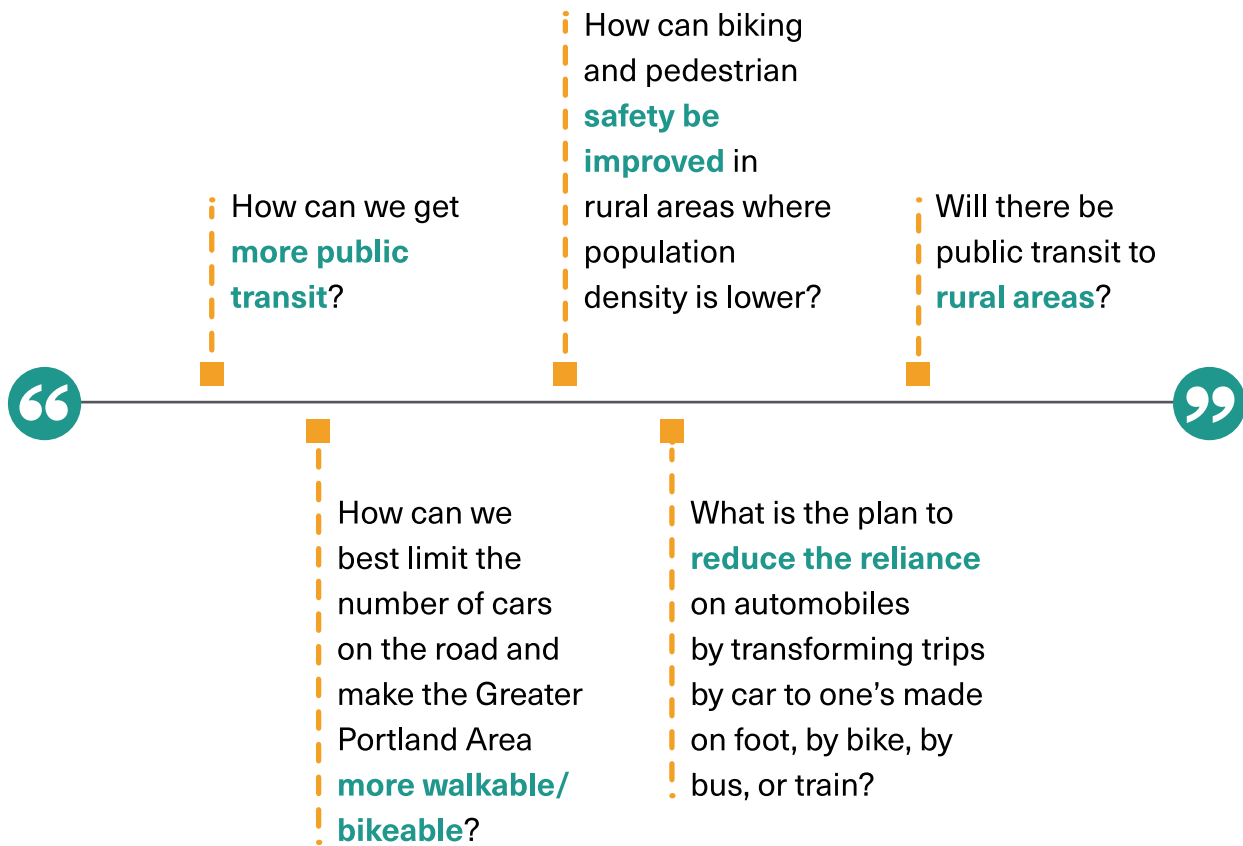 How can we get
more public
transit?
How can biking
and pedestrian
safety be
improved in
rural areas where
population
density is lower?
Will there be
public transit to
rural areas?
“
”
How can we
best limit the
number of cars
on the road and
make the Greater
Portland Area
more walkable/
bikeable?
What is the plan to
reduce the reliance
on automobiles
by transforming trips
by car to one’s made
on foot, by bike, by
bus, or train?